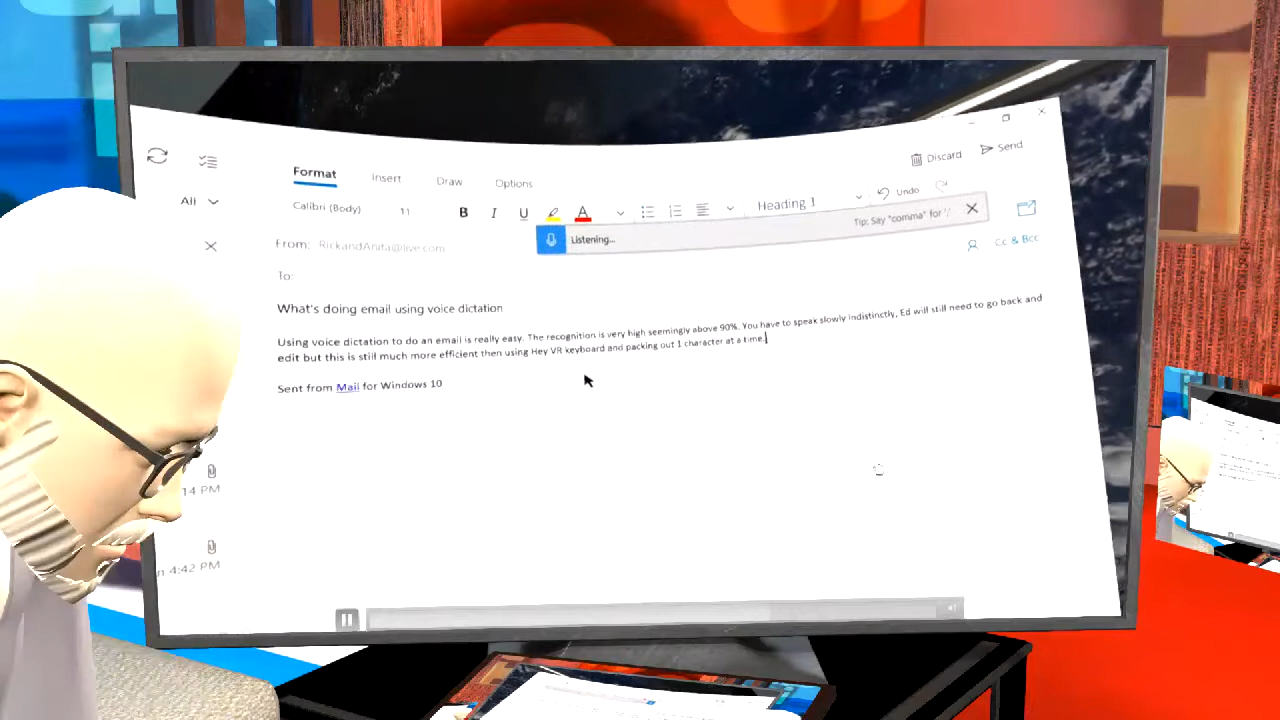 Discard
Send
Format
Insert
Draw
Options
All
Calibri (Body)
11
B
I
U
A
Heading 1
Undo
Listening...
Tip: Say "comma" for ','
From: RickandAnita@live.com
Cc & Bcc
To:
What's doing email using voice dictation
Using voice dictation to do an email is really easy. The recognition is very high seemingly above 90%. You have to speak slowly indistinctly, Ed will still need to go back and
edit but this is still much more efficient then using Hey VR keyboard and packing out 1 character at a time.
Sent from Mail for Windows 10
14 PM
4:42 PM